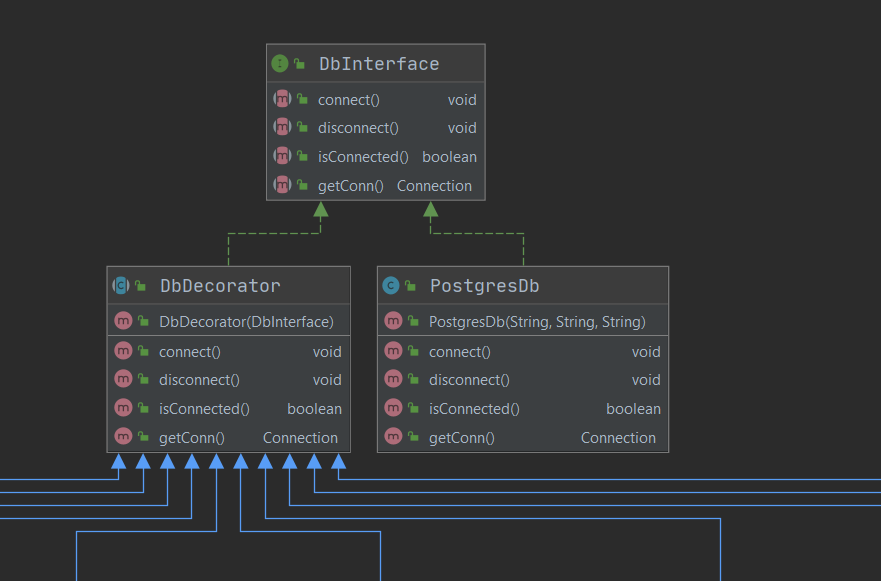 DbInterface
connect() void
disconnect() void
isConnected() boolean
getConn() Connection
DbDecorator
DbDecorator(DbInterface)
connect() void
disconnect() void
isConnected() boolean
getConn() Connection
PostgresDb
PostgresDb(String, String, String)
connect() void
disconnect() void
isConnected() boolean
getConn() Connection